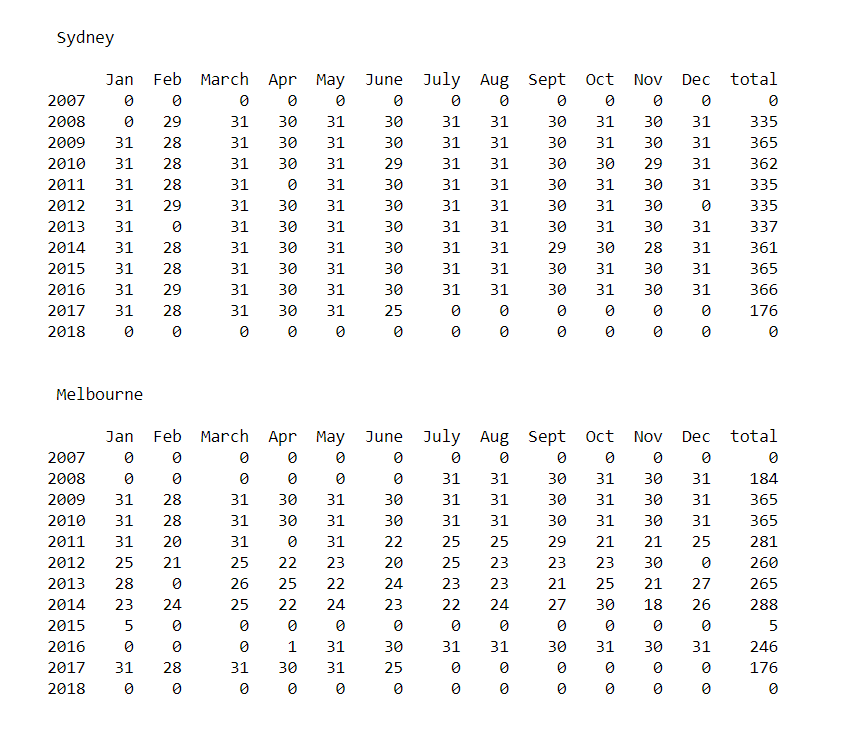 Sydney
Jan Feb March Apr May June July Aug Sept Oct Nov Dec total
2007 0 0 0 0 0 0 0 0 0 0 0 0 0
2008 0 29 31 30 31 30 31 31 30 31 30 31 335
2009 31 28 31 30 31 30 31 31 30 31 30 31 365
2010 31 28 31 30 31 29 31 31 30 30 29 31 362
2011 31 28 31 0 31 30 31 31 30 31 30 31 335
2012 31 29 31 30 31 30 31 31 30 31 30 0 335
2013 31 0 31 30 31 30 31 31 30 31 30 31 337
2014 31 28 31 30 31 30 31 31 29 30 28 31 361
2015 31 28 31 30 31 30 31 31 30 31 30 31 365
2016 31 29 31 30 31 30 31 31 30 31 30 31 366
2017 31 28 31 30 31 25 0 0 0 0 0 0 176
2018 0 0 0 0 0 0 0 0 0 0 0 0 0
Melbourne
Jan Feb March Apr May June July Aug Sept Oct Nov Dec total
2007 0 0 0 0 0 0 0 0 0 0 0 0 0
2008 0 0 0 0 0 0 31 31 30 31 30 31 184
2009 31 28 31 30 31 30 31 31 30 31 30 31 365
2010 31 28 31 30 31 30 31 31 30 31 30 31 365
2011 31 20 31 0 31 22 25 25 29 21 21 25 281
2012 25 21 25 22 23 20 25 23 23 23 30 0 260
2013 28 0 26 25 22 24 23 23 21 25 21 27 265
2014 23 24 25 22 24 23 22 24 27 30 18 26 288
2015 5 0 0 0 0 0 0 0 0 0 0 0 5
2016 0 0 0 1 31 30 31 31 30 31 30 31 246
2017 31 28 31 30 31 25 0 0 0 0 0 0 176
2018 0 0 0 0 0 0 0 0 0 0 0 0 0